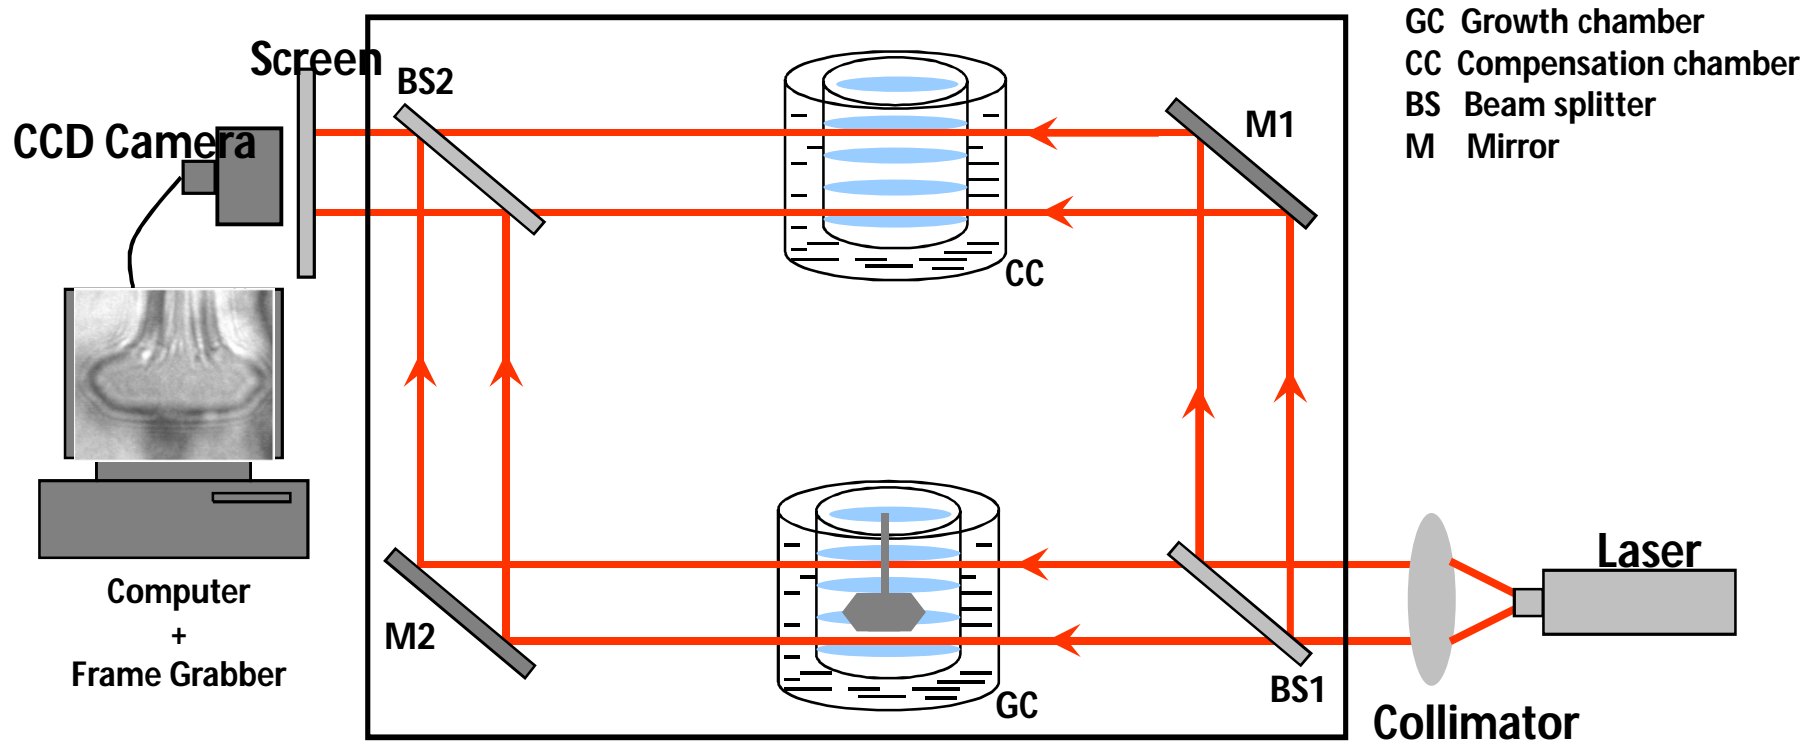 GC Growth chamber
CC Compensation chamber
BS Beam splitter
M Mirror
Screen
BS2
M1
CCD Camera
CC
Laser
Computer
+
Frame Grabber
M2
GC
BS1
Collimator